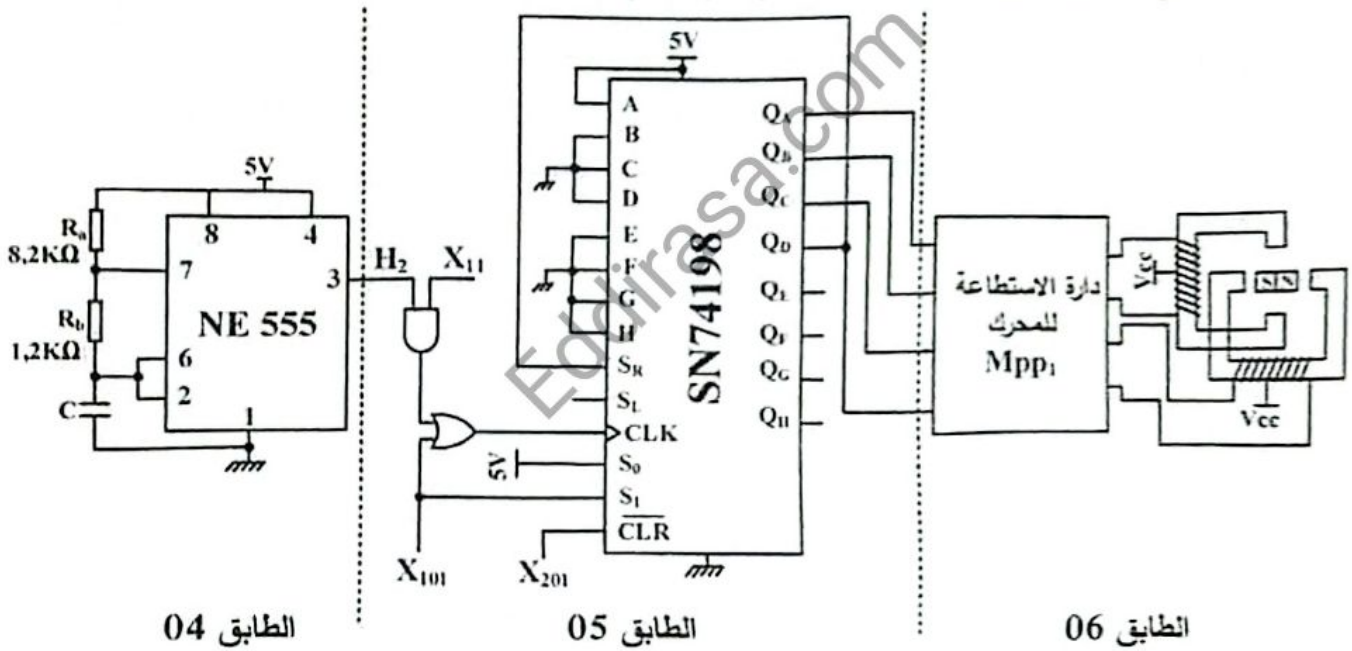 5V
8
4
Ra
8,2KΩ
7
Rb
1,2KΩ
6
2
C
1
NE 555
3
H2
X11
X101
X201
5V
A
B
C
D
E
F
G
H
SR
SL
CLK
S0
5V
S1
CLR
SN74198
QA
QB
QC
QD
QE
QF
QG
QH
دارة الاستطاعة
للمحرك
Mpp1
Vcc
Vcc
Eddirasa.com
الطابق 04
الطابق 05
الطابق 06